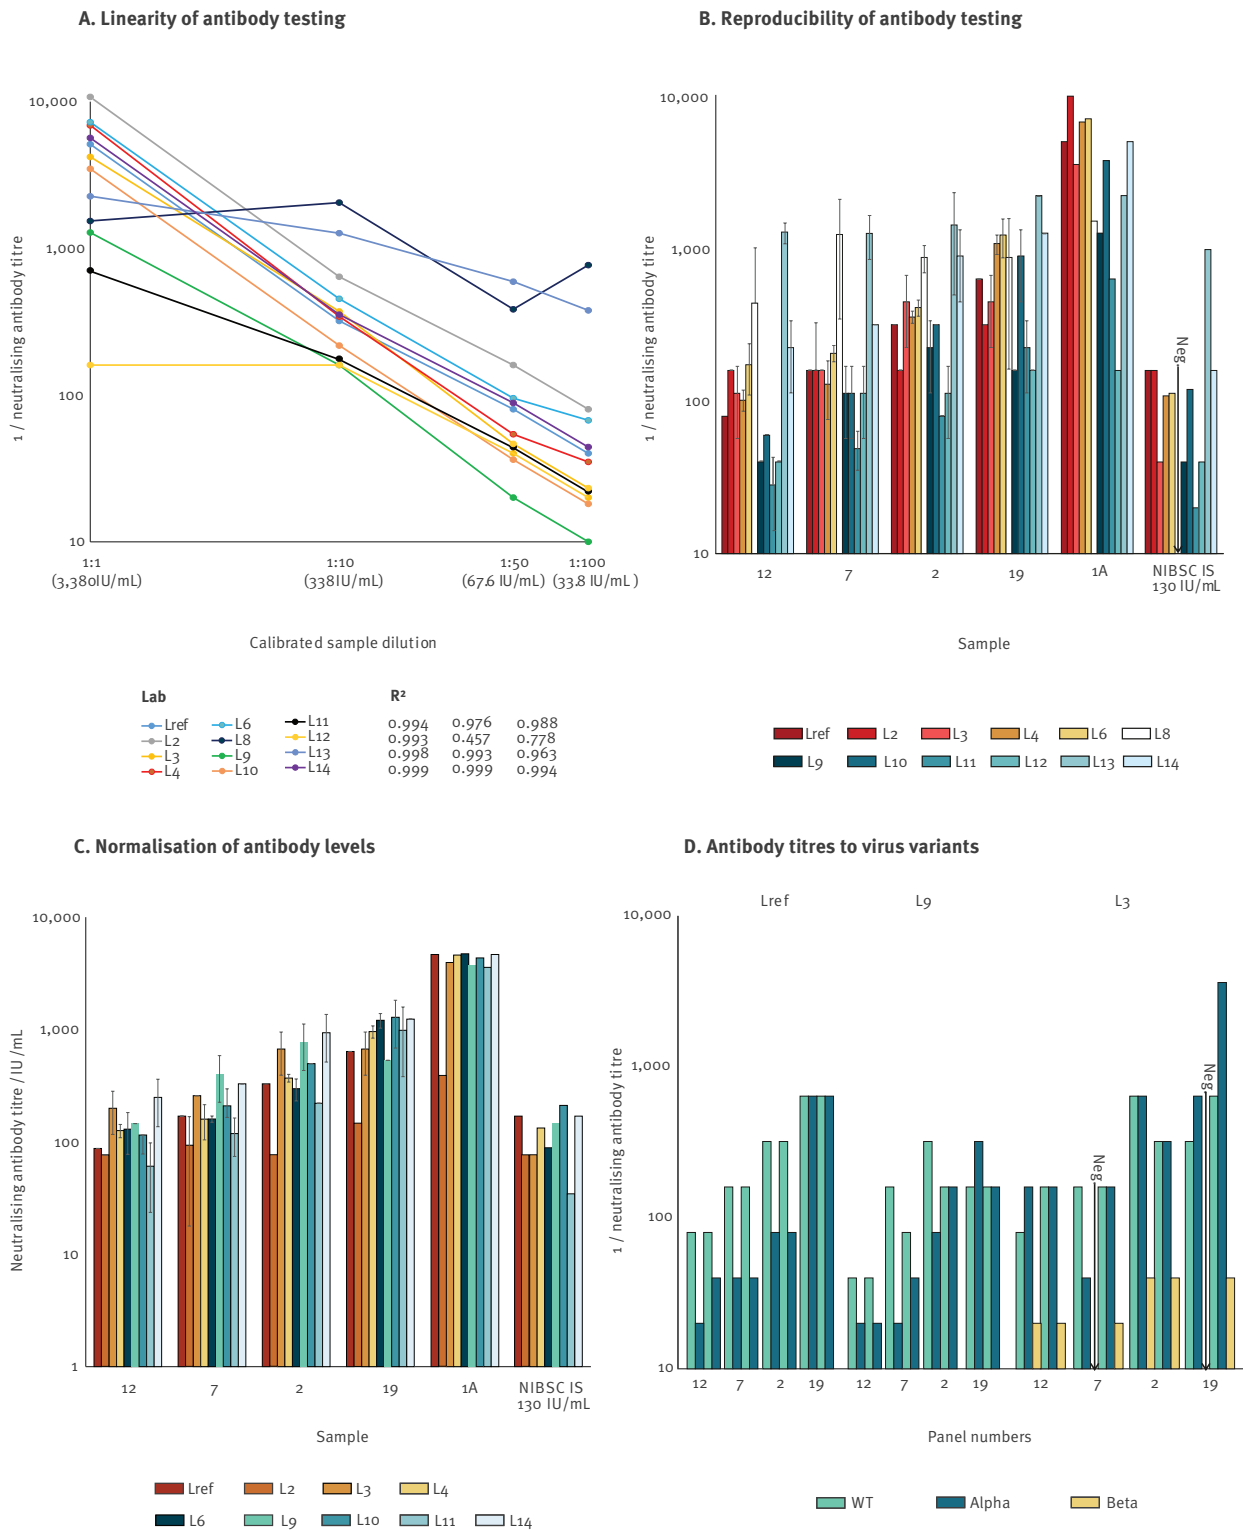 A. Linearity of antibody testing
10,000
1,000
100
10
1 / neutralising antibody titre
1:1
(3,380IU/mL)
1:10
(338IU/mL)
1:50
(67.6 IU/mL)
1:100
(33.8 IU/mL )
Calibrated sample dilution
Lab
R²
Lref
L2
L3
L4
L6
L8
L9
L10
L11
L12
L13
L14
0.994 0.976 0.988
0.993 0.457 0.778
0.998 0.993 0.963
0.999 0.999 0.994
B. Reproducibility of antibody testing
10,000
1,000
100
10
1 / neutralising antibody titre
Neg
12
7
2
19
1A
NIBSC IS
130 IU/mL
Sample
Lref L2 L3 L4 L6 L8
L9 L10 L11 L12 L13 L14
C. Normalisation of antibody levels
10,000
1,000
100
10
1
Neutralising antibody titre / IU /mL
12
7
2
19
1A
NIBSC IS
130 IU/mL
Sample
Lref L2 L3 L4
L6 L9 L10 L11 L14
D. Antibody titres to virus variants
Lref
L9
L3
10,000
1,000
100
10
1 / neutralising antibody titre
Neg
Neg
12 7 2 19 12 7 2 19 12 7 2 19
Panel numbers
WT Alpha Beta